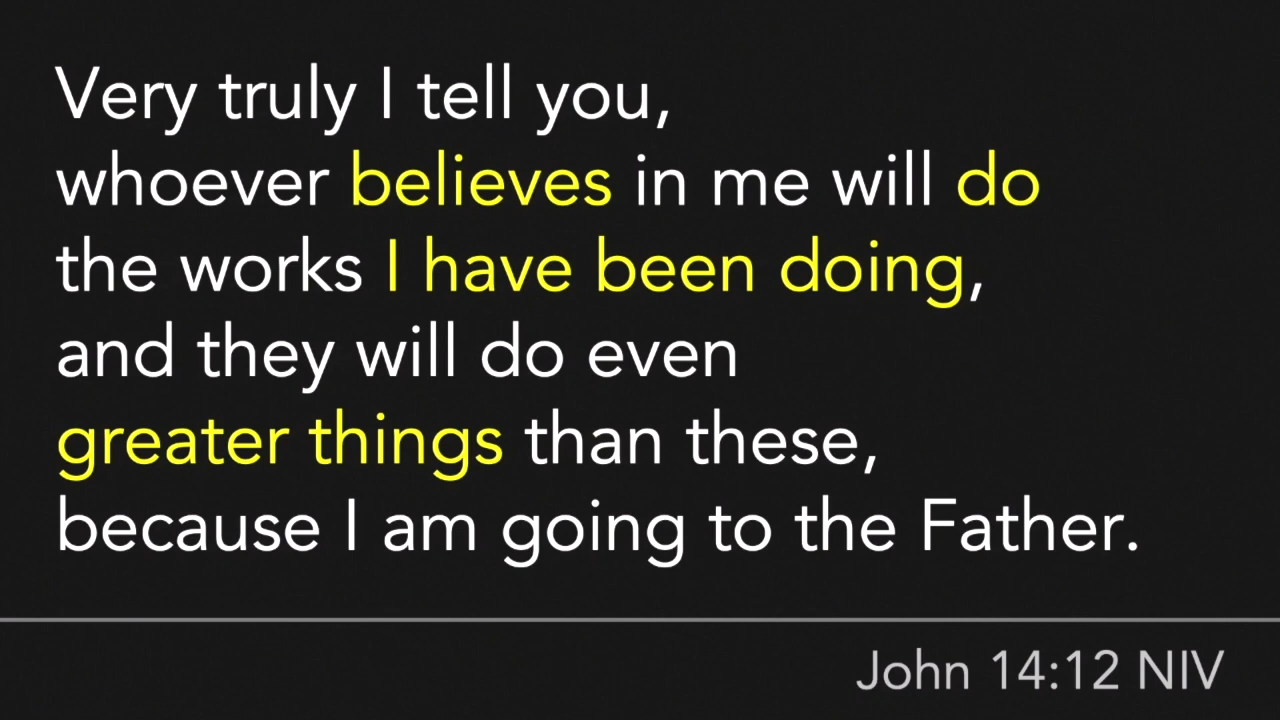 Very truly I tell you,
whoever believes in me will do
the works I have been doing,
and they will do even
greater things than these,
because I am going to the Father.
John 14:12 NIV